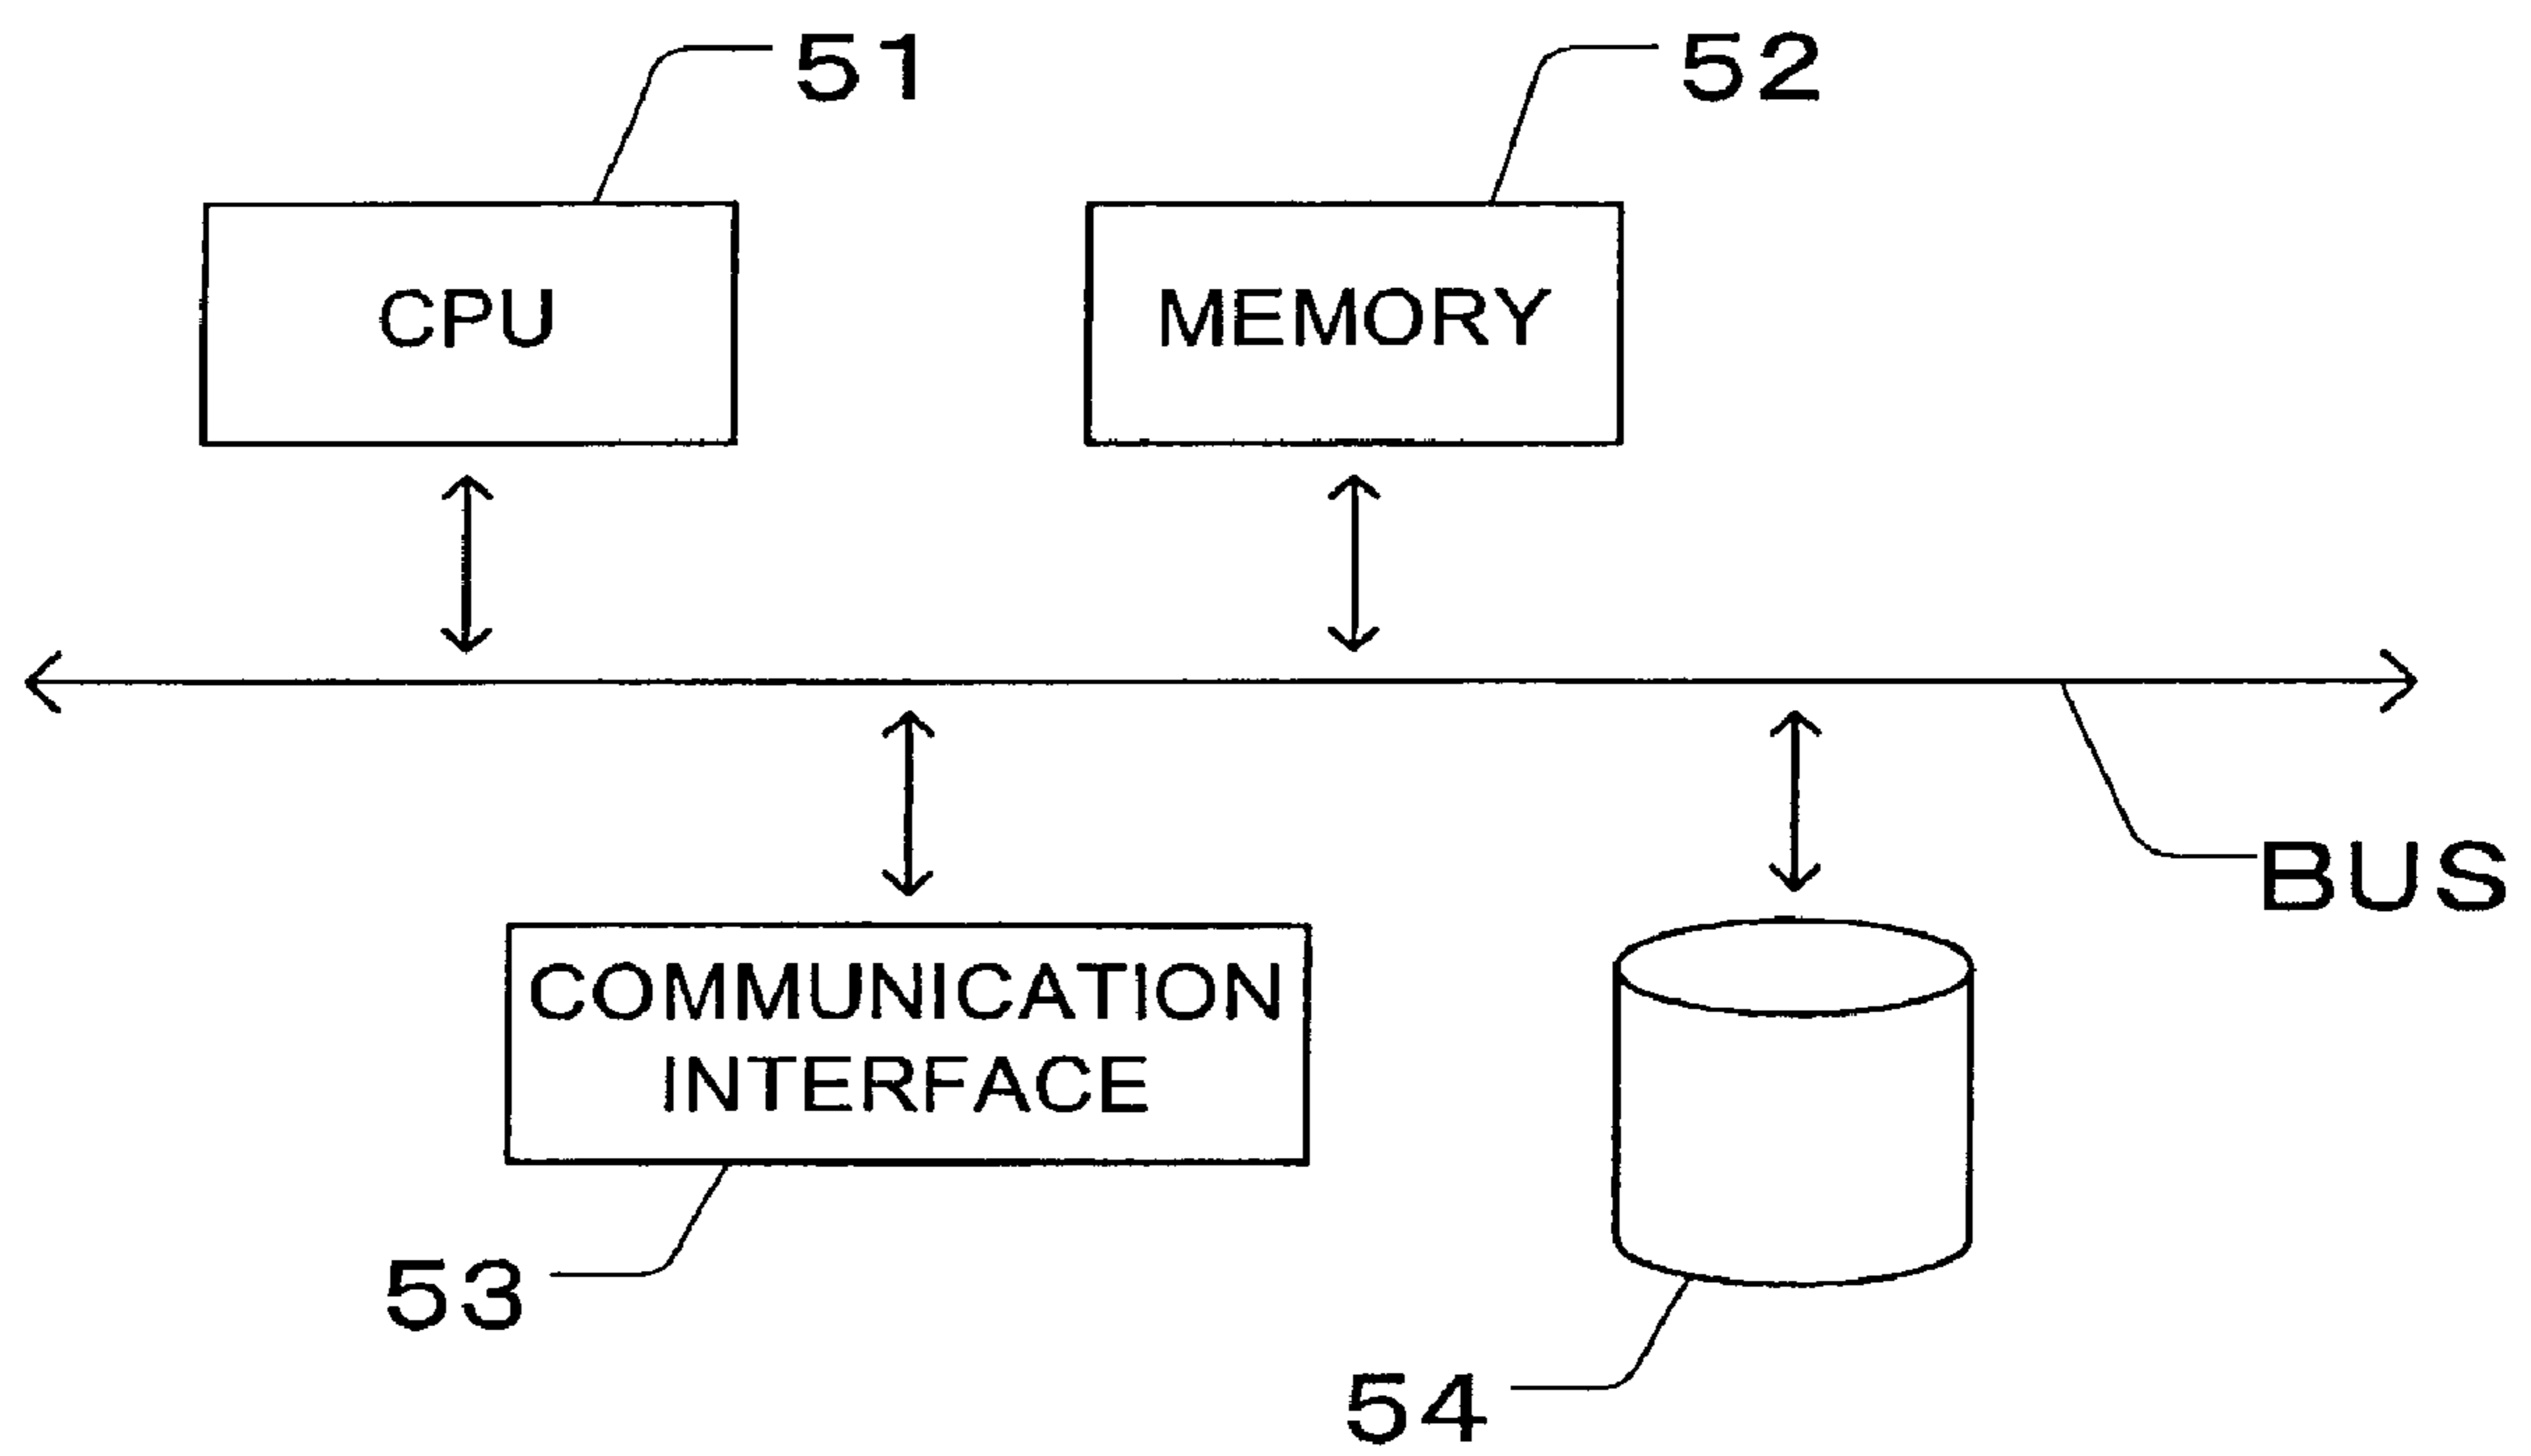 51
52
CPU
MEMORY
BUS
COMMUNICATION
INTERFACE
53
54